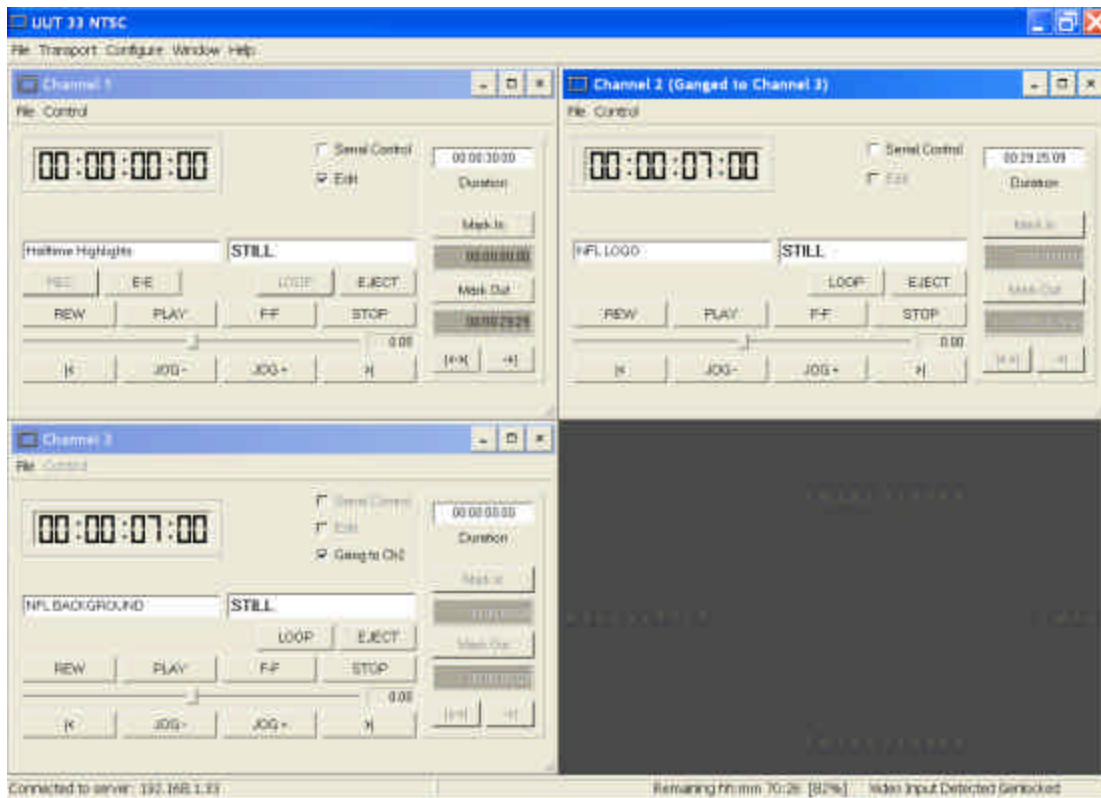 UUT 33 NTSC
File Transport Configure Window Help
Channel 1
File Control
00:00:00:00
Serial Control
Edit
00:00:30:00
Duration
Mark In
00:00:00:00
Halftime Highlights
STILL
REC E-E LOOP EJECT
Mark Out
REW PLAY F-F STOP
00:00:29:29
0.00
|< JOG- JOG+ >|
Channel 2 (Ganged to Channel 3)
File Control
00:00:07:00
Serial Control
Edit
00:29:25:09
Duration
Mark In
NFL LOGO
STILL
LOOP EJECT
Mark Out
REW PLAY F-F STOP
0.00
|< JOG- JOG+ >|
Channel 3
File Control
00:00:07:00
Serial Control
Edit
Gang to Ch2
00:00:00:00
Duration
Mark In
NFL BACKGROUND
STILL
LOOP EJECT
Mark Out
REW PLAY F-F STOP
0.00
|< JOG- JOG+ >|
Connected to server: 192.168.1.33
Remaining hh:mm 70:26 [82%] Video Input Detected Genlocked